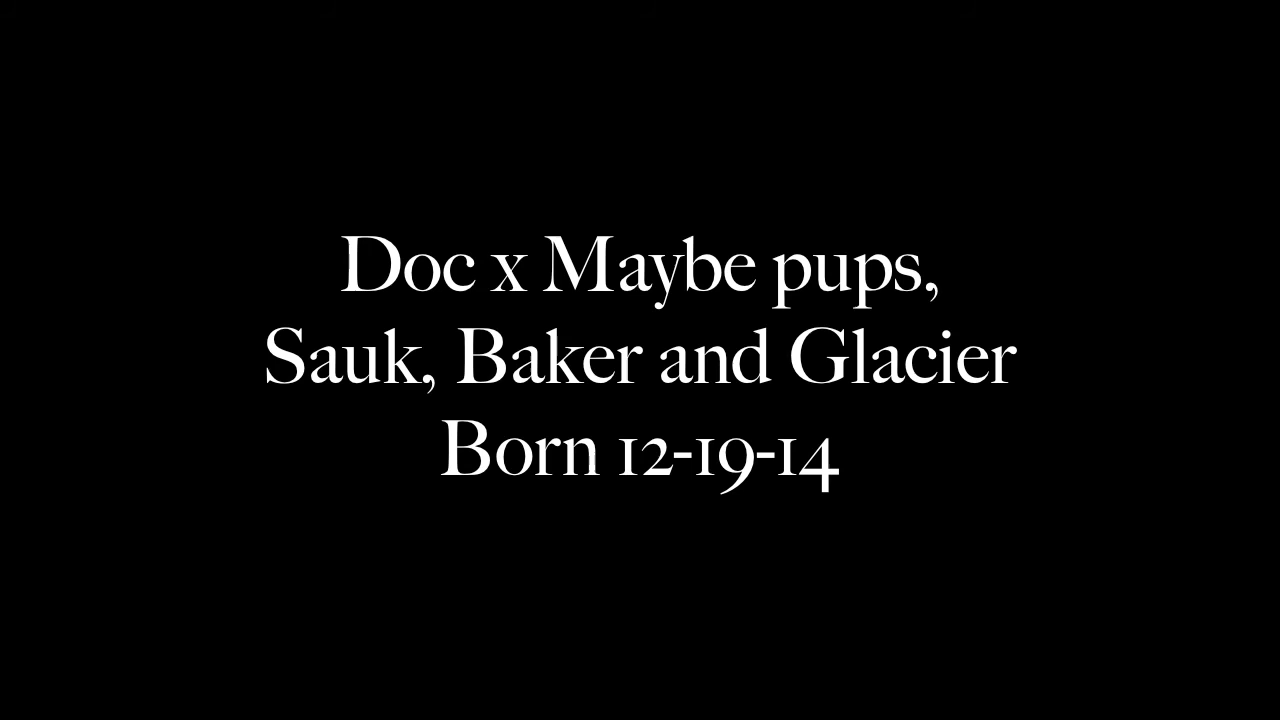 Doc x Maybe pups,
Sauk, Baker and Glacier
Born 12-19-14